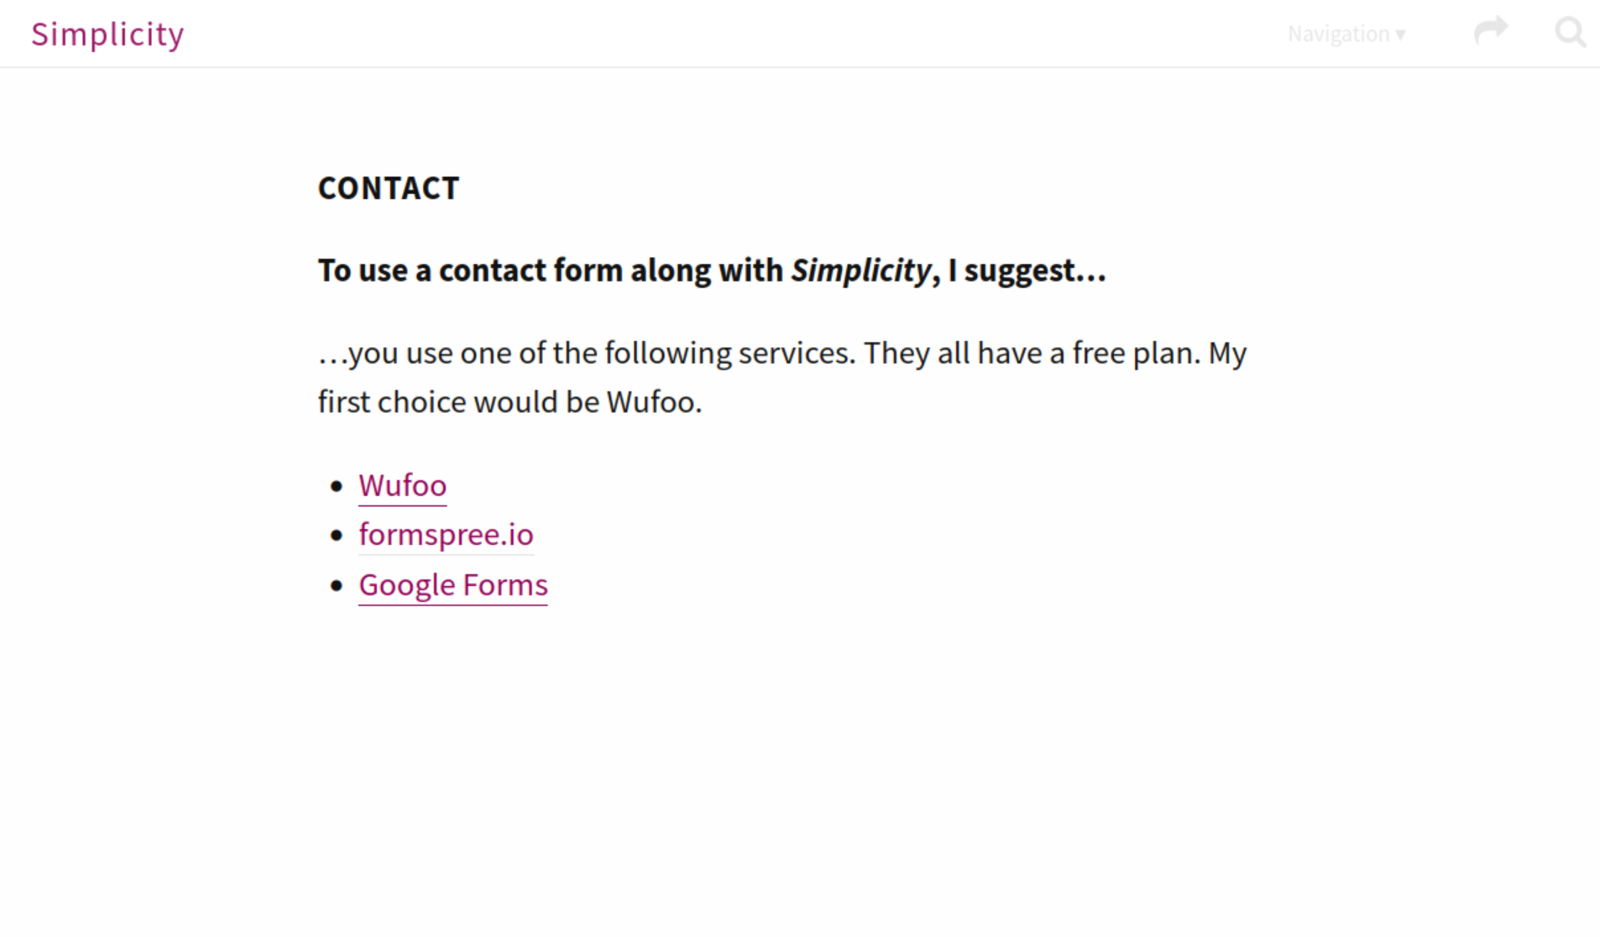 Simplicity
Navigation ▾
CONTACT
To use a contact form along with Simplicity, I suggest…
…you use one of the following services. They all have a free plan. My
first choice would be Wufoo.
• Wufoo
• formspree.io
• Google Forms